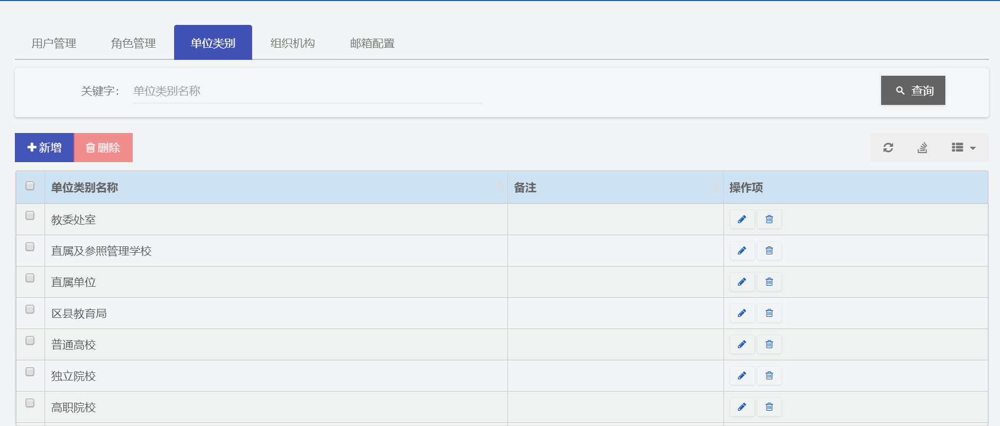 用户管理 角色管理 单位类别 组织机构 邮箱配置
关键字： 单位类别名称 查询
新增 删除
单位类别名称 备注 操作项
教委处室
直属及参照管理学校
直属单位
区县教育局
普通高校
独立院校
高职院校